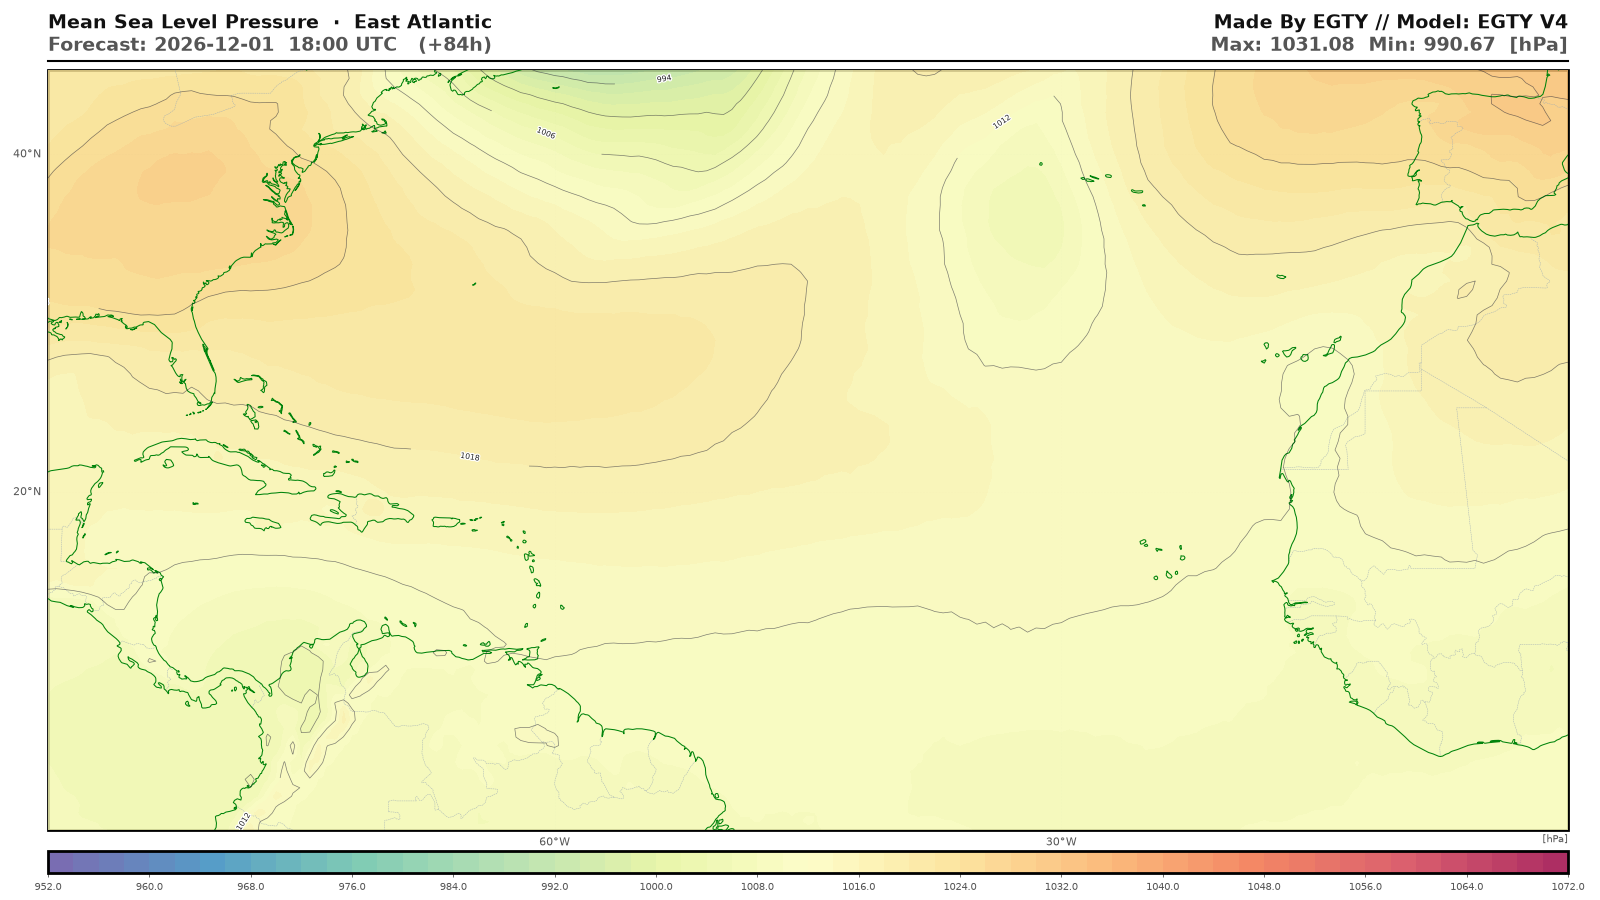 Mean Sea Level Pressure · East Atlantic
Made By EGTY // Model: EGTY V4
Forecast: 2026-12-01 18:00 UTC (+84h)
Max: 1031.08 Min: 990.67 [hPa]
994
1006
1012
40°N
1018
20°N
1012
60°W
30°W
[hPa]
952.0 960.0 968.0 976.0 984.0 992.0 1000.0 1008.0 1016.0 1024.0 1032.0 1040.0 1048.0 1056.0 1064.0 1072.0